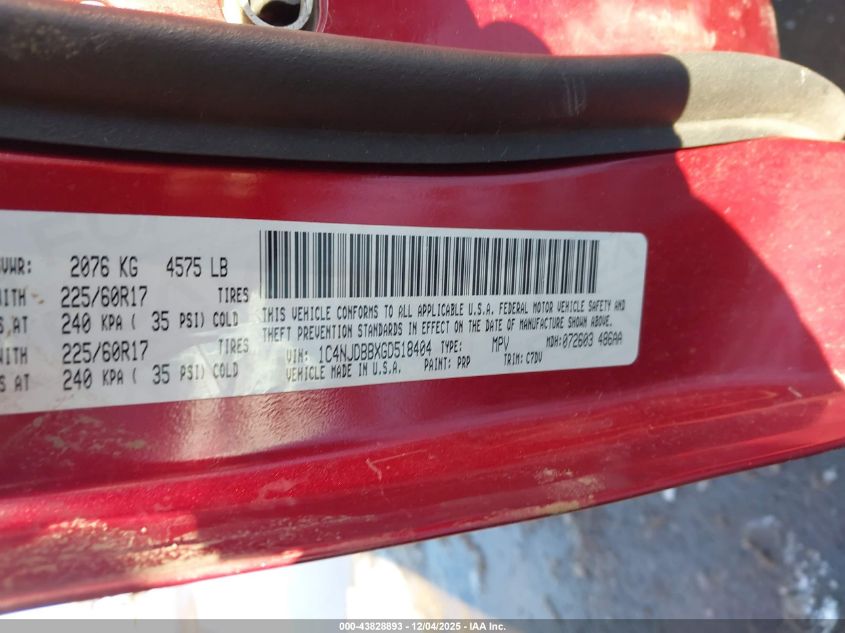 VWR: 2076 KG 4575 LB
WITH 225/60R17 TIRES
S AT 240 KPA ( 35 PSI) COLD
WITH 225/60R17 TIRES
S AT 240 KPA ( 35 PSI) COLD
THIS VEHICLE CONFORMS TO ALL APPLICABLE U.S.A. FEDERAL MOTOR VEHICLE SAFETY AND
THEFT PREVENTION STANDARDS IN EFFECT ON THE DATE OF MANUFACTURE SHOWN ABOVE.
VIN: 1C4NJDBBXGD518404 TYPE: MPV MDH:072603 486AA
VEHICLE MADE IN U.S.A. PAINT: PRP TRIM: C7DV
000-43828893 - 12/04/2025 - IAA Inc.